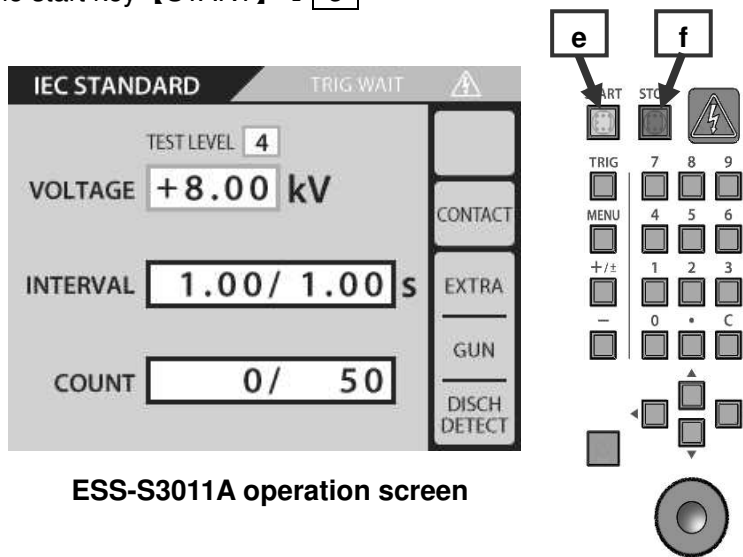 IEC STANDARD TRIG WAIT
TEST LEVEL 4
VOLTAGE +8.00 kV
CONTACT
INTERVAL 1.00/ 1.00 s
EXTRA
GUN
COUNT 0/ 50
DISCH
DETECT
ESS-S3011A operation screen
e f
TRIG 7 8 9
MENU 4 5 6
+/± 1 2 3
− 0 • C